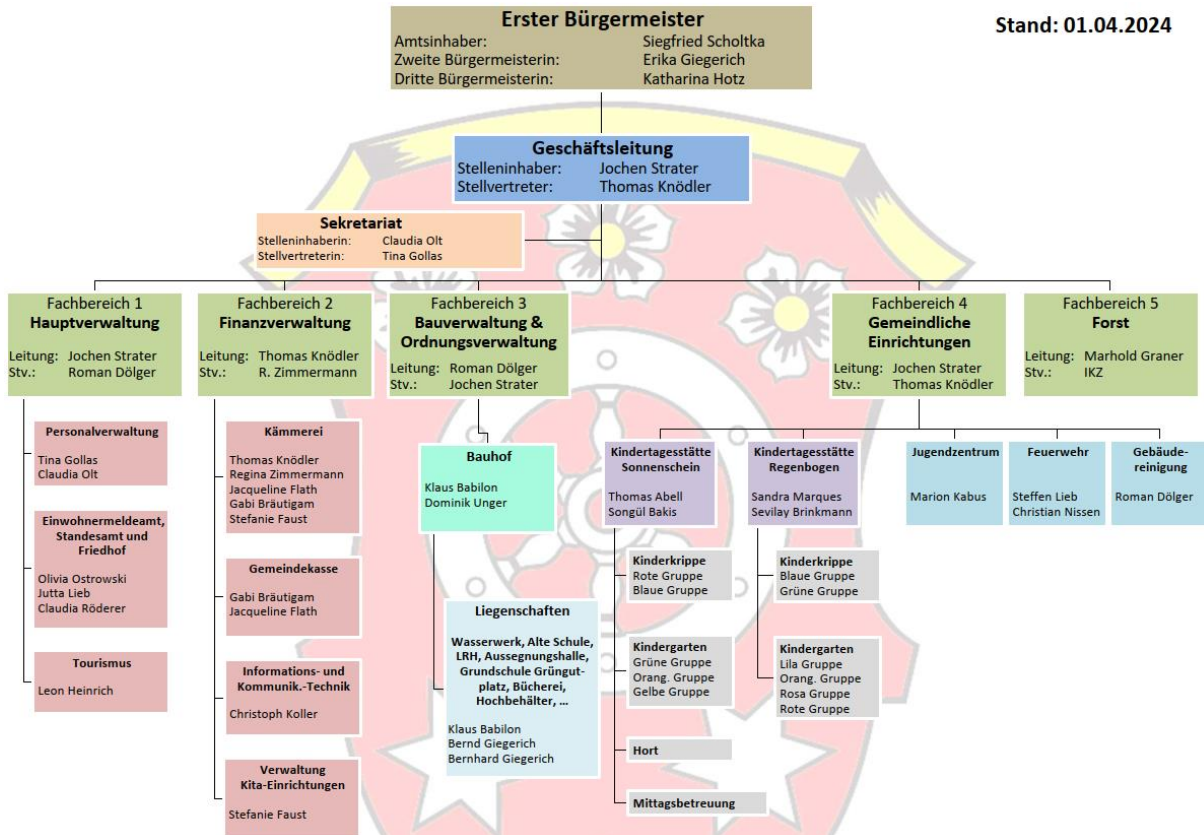 Erster Bürgermeister
Amtsinhaber: Siegfried Scholtka
Zweite Bürgermeisterin: Erika Giegerich
Dritte Bürgermeisterin: Katharina Hotz
Stand: 01.04.2024
Geschäftsleitung
Stelleninhaber: Jochen Strater
Stellvertreter: Thomas Knödler
Sekretariat
Stelleninhaberin: Claudia Olt
Stellvertreterin: Tina Gollas
Fachbereich 1
Hauptverwaltung
Leitung: Jochen Strater
Stv.: Roman Dölger
Personalverwaltung
Tina Gollas
Claudia Olt
Einwohnermeldeamt,
Standesamt und
Friedhof
Olivia Ostrowski
Jutta Lieb
Claudia Röderer
Tourismus
Leon Heinrich
Fachbereich 2
Finanzverwaltung
Leitung: Thomas Knödler
Stv.: R. Zimmermann
Kämmerei
Thomas Knödler
Regina Zimmermann
Jacqueline Flath
Gabi Bräutigam
Stefanie Faust
Gemeindekasse
Gabi Bräutigam
Jacqueline Flath
Informations- und
Kommunik.-Technik
Christoph Koller
Verwaltung
Kita-Einrichtungen
Stefanie Faust
Fachbereich 3
Bauverwaltung &
Ordnungsverwaltung
Leitung: Roman Dölger
Stv.: Jochen Strater
Bauhof
Klaus Babilon
Dominik Unger
Liegenschaften
Wasserwerk, Alte Schule,
LRH, Aussegnungshalle,
Grundschule Grüngut-
platz, Bücherei,
Hochbehälter, ...
Klaus Babilon
Bernd Giegerich
Bernhard Giegerich
Fachbereich 4
Gemeindliche
Einrichtungen
Leitung: Jochen Strater
Stv.: Thomas Knödler
Kindertagesstätte
Sonnenschein
Thomas Abell
Songül Bakis
Kinderkrippe
Rote Gruppe
Blaue Gruppe
Kindergarten
Grüne Gruppe
Orang. Gruppe
Gelbe Gruppe
Hort
Mittagsbetreuung
Kindertagesstätte
Regenbogen
Sandra Marques
Sevilay Brinkmann
Kinderkrippe
Blaue Gruppe
Grüne Gruppe
Kindergarten
Lila Gruppe
Orang. Gruppe
Rosa Gruppe
Rote Gruppe
Jugendzentrum
Marion Kabus
Feuerwehr
Steffen Lieb
Christian Nissen
Gebäude-
reinigung
Roman Dölger
Fachbereich 5
Forst
Leitung: Marhold Graner
Stv.: IKZ